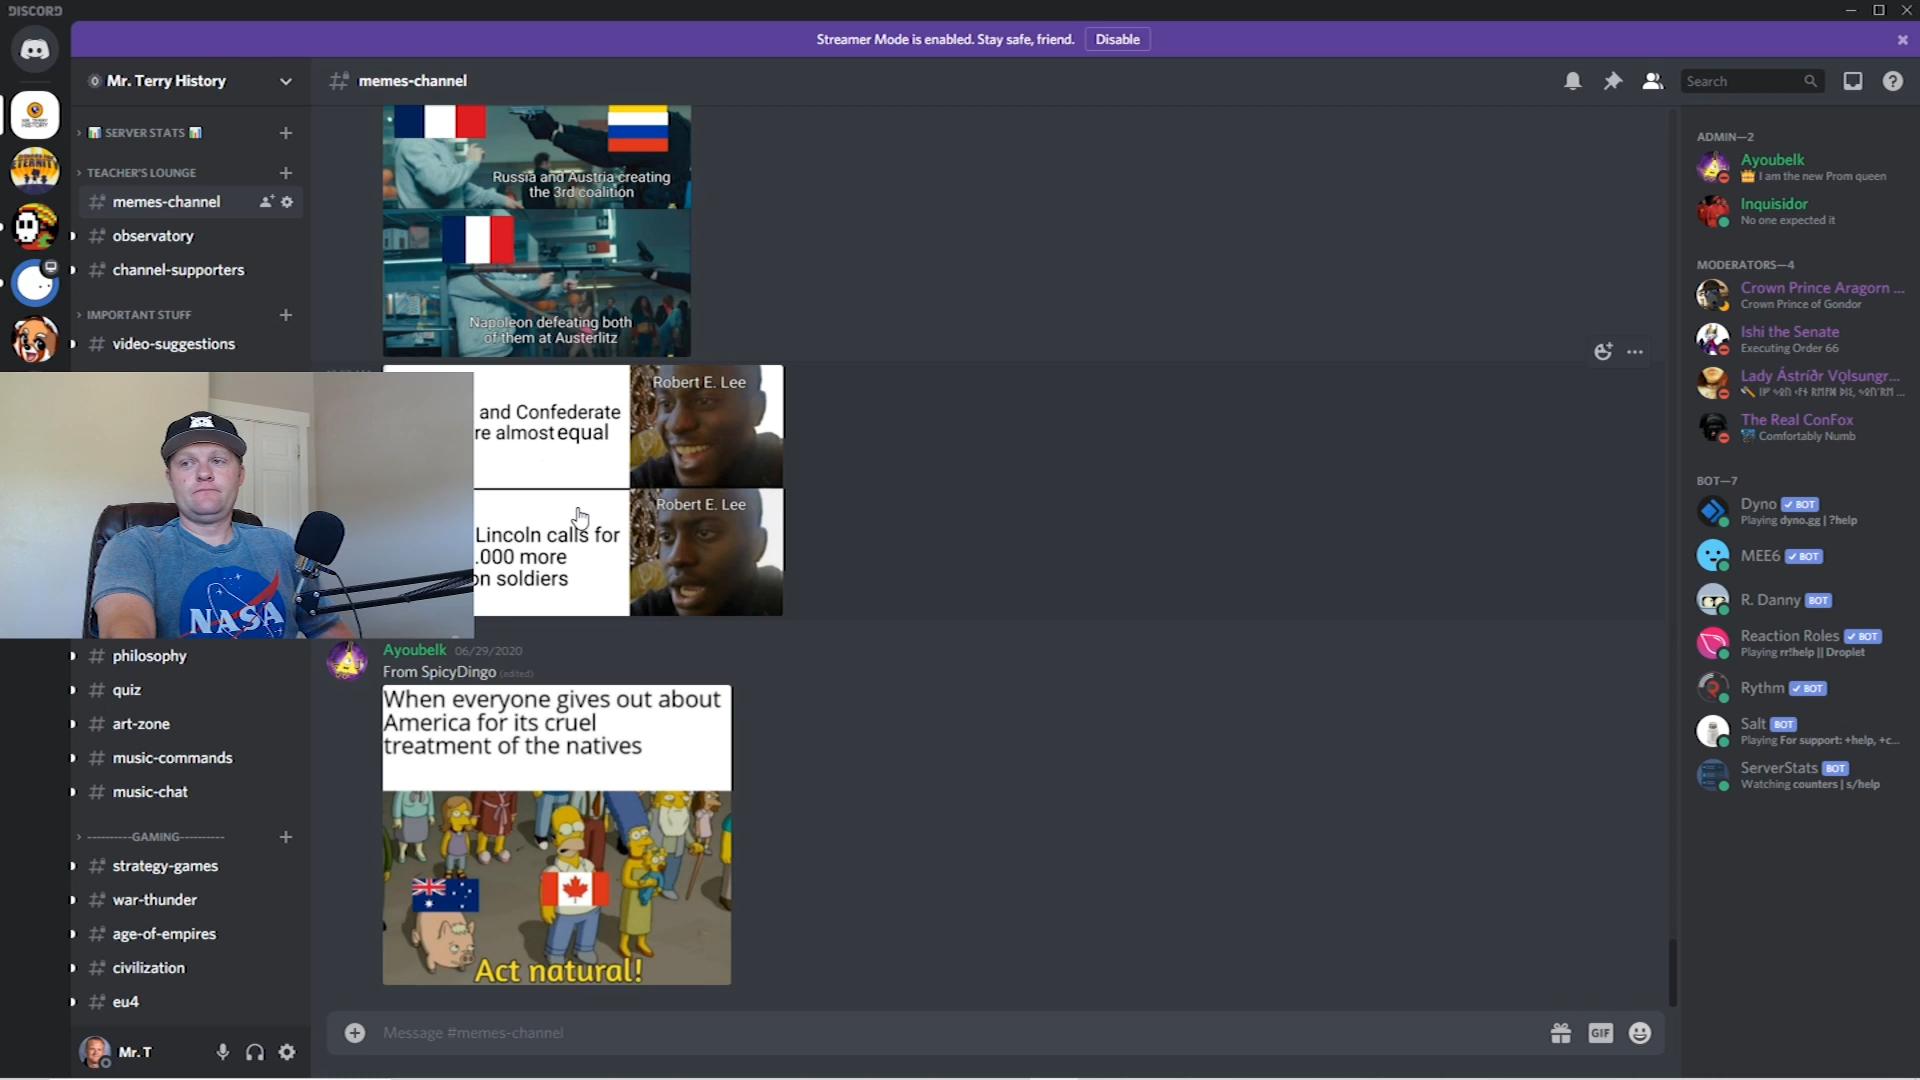 DISCORD
Streamer Mode is enabled. Stay safe, friend.
Disable
Mr. Terry History
memes-channel
Search
SERVER STATS
TEACHER'S LOUNGE
memes-channel
observatory
channel-supporters
IMPORTANT STUFF
video-suggestions
philosophy
quiz
art-zone
music-commands
music-chat
----------GAMING---------
strategy-games
war-thunder
age-of-empires
civilization
eu4
Mr. T
Russia and Austria creating
the 3rd coalition
Napoleon defeating both
of them at Austerlitz
and Confederate
re almost equal
Robert E. Lee
Lincoln calls for
.000 more
on soldiers
Robert E. Lee
NASA
Ayoubelk 06/29/2020
From SpicyDingo (edited)
When everyone gives out about
America for its cruel
treatment of the natives
Act natural!
Message #memes-channel
GIF
ADMIN—2
Ayoubelk
I am the new Prom queen
Inquisidor
No one expected it
MODERATORS—4
Crown Prince Aragorn ...
Crown Prince of Gondor
Ishi the Senate
Executing Order 66
Lady Ástríðr Vǫlsungr...
The Real ConFox
Comfortably Numb
BOT—7
Dyno BOT
Playing dyno.gg | ?help
MEE6 BOT
R. Danny BOT
Reaction Roles BOT
Playing rr!help || Droplet
Rythm BOT
Salt BOT
Playing For support: +help, +c...
ServerStats BOT
Watching counters | s/help